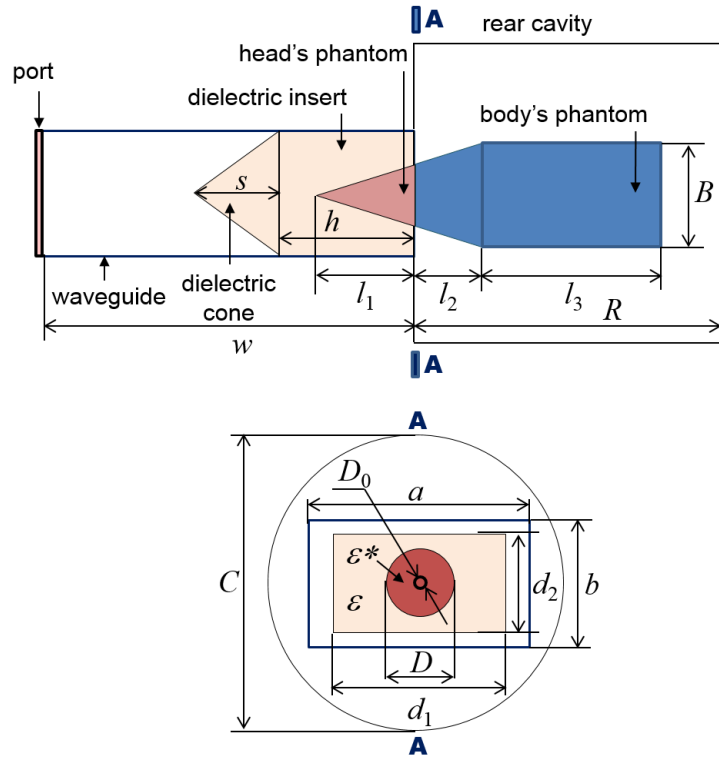 A
rear cavity
port
head's phantom
dielectric insert
body's phantom
s
h
B
waveguide
dielectric
cone
l1
l2
l3
R
w
A
A
D0
a
ε*
ε
C
d2
b
D
d1
A